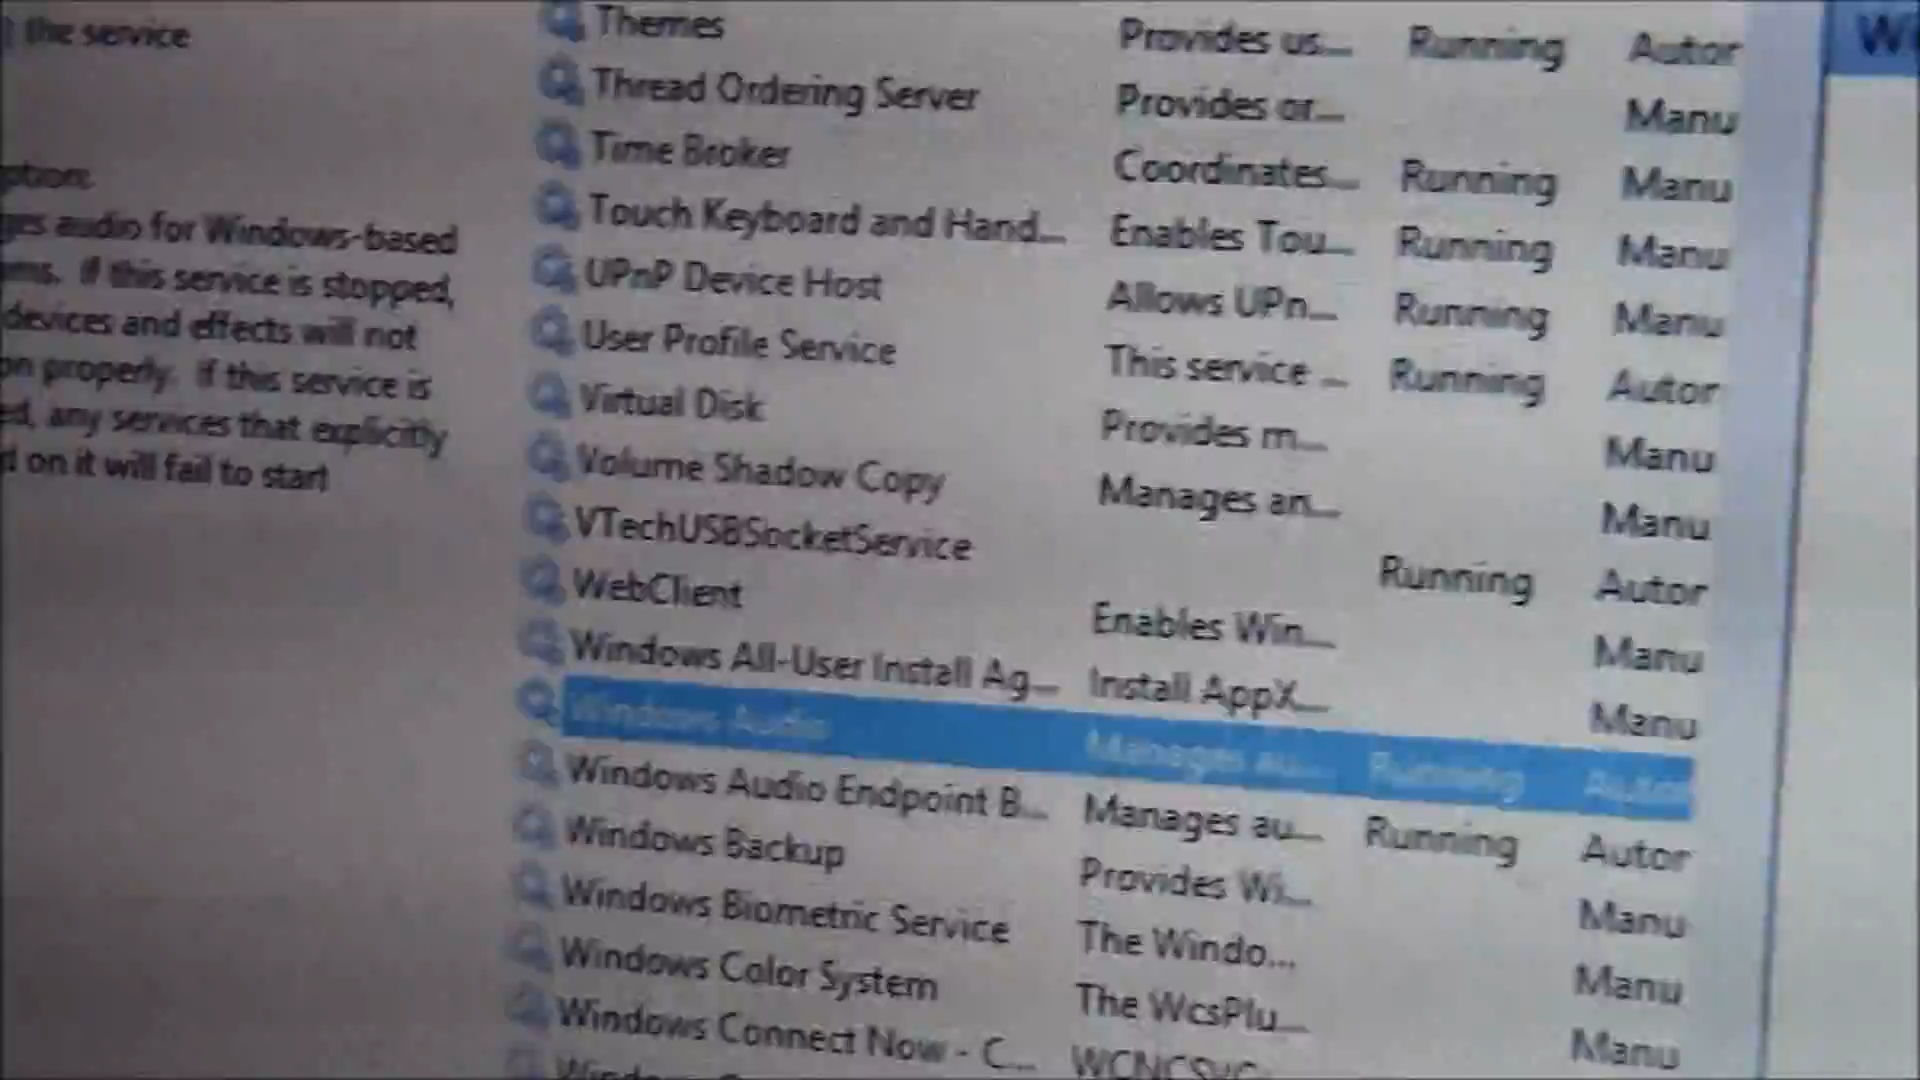 the service
ption:
ges audio for Windows-based
ms. If this service is stopped,
devices and effects will not
on properly. If this service is
ed, any services that explicitly
d on it will fail to start
Themes Provides us... Running Autor
Thread Ordering Server Provides or... Manu
Time Broker Coordinates... Running Manu
Touch Keyboard and Hand... Enables Tou... Running Manu
UPnP Device Host Allows UPn... Running Manu
User Profile Service This service ... Running Autor
Virtual Disk Provides m... Manu
Volume Shadow Copy Manages an... Manu
VTechUSBSocketService Running Autor
WebClient Enables Win... Manu
Windows All-User Install Ag... Install AppX... Manu
Windows Audio Manages au... Running Autor
Windows Audio Endpoint B... Manages au... Running Autor
Windows Backup Provides Wi... Manu
Windows Biometric Service The Windo... Manu
Windows Color System The WcsPlu... Manu
Windows Connect Now - C... WCNCSVC
Wi